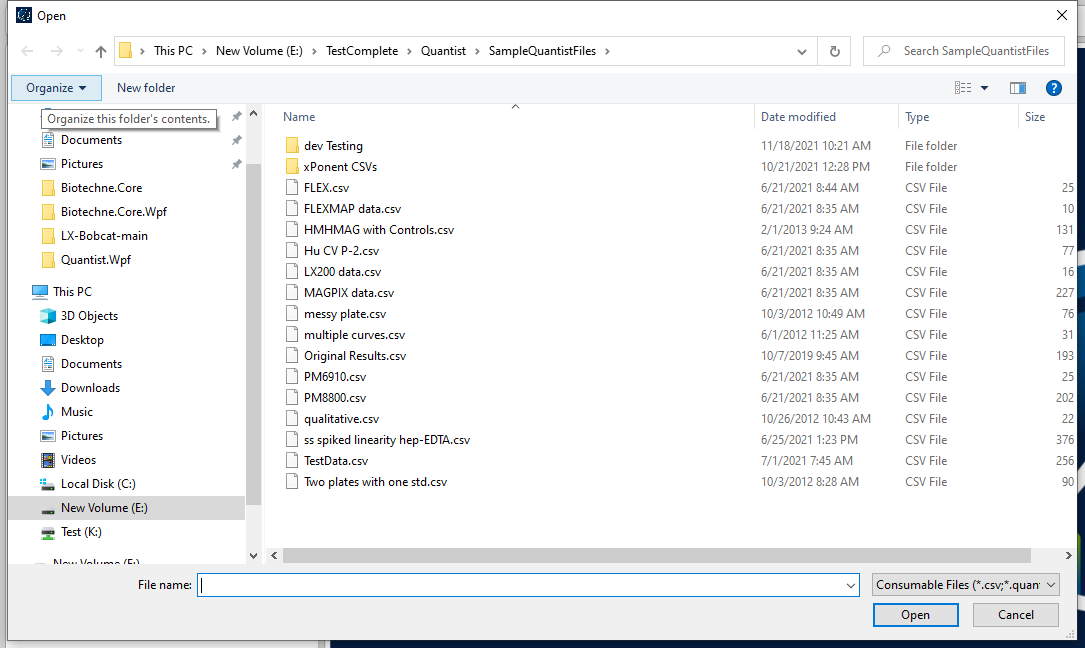 Open
This PC > New Volume (E:) > TestComplete > Quantist > SampleQuantistFiles >
Search SampleQuantistFiles
Organize
New folder
Organize this folder's contents.
Documents
Pictures
Biotechne.Core
Biotechne.Core.Wpf
LX-Bobcat-main
Quantist.Wpf
This PC
3D Objects
Desktop
Documents
Downloads
Music
Pictures
Videos
Local Disk (C:)
New Volume (E:)
Test (K:)
New Volume (E:)
Name Date modified Type Size
dev Testing 11/18/2021 10:21 AM File folder
xPonent CSVs 10/21/2021 12:28 PM File folder
FLEX.csv 6/21/2021 8:44 AM CSV File 25
FLEXMAP data.csv 6/21/2021 8:35 AM CSV File 10
HMHMAG with Controls.csv 2/1/2013 9:24 AM CSV File 131
Hu CV P-2.csv 6/21/2021 8:35 AM CSV File 77
LX200 data.csv 6/21/2021 8:35 AM CSV File 16
MAGPIX data.csv 6/21/2021 8:35 AM CSV File 227
messy plate.csv 10/3/2012 10:49 AM CSV File 76
multiple curves.csv 6/1/2012 11:25 AM CSV File 31
Original Results.csv 10/7/2019 9:45 AM CSV File 193
PM6910.csv 6/21/2021 8:35 AM CSV File 25
PM8800.csv 6/21/2021 8:35 AM CSV File 202
qualitative.csv 10/26/2012 10:43 AM CSV File 22
ss spiked linearity hep-EDTA.csv 6/25/2021 1:23 PM CSV File 376
TestData.csv 7/1/2021 7:45 AM CSV File 256
Two plates with one std.csv 10/3/2012 8:28 AM CSV File 90
File name:
Consumable Files (*.csv;*.quan
Open
Cancel